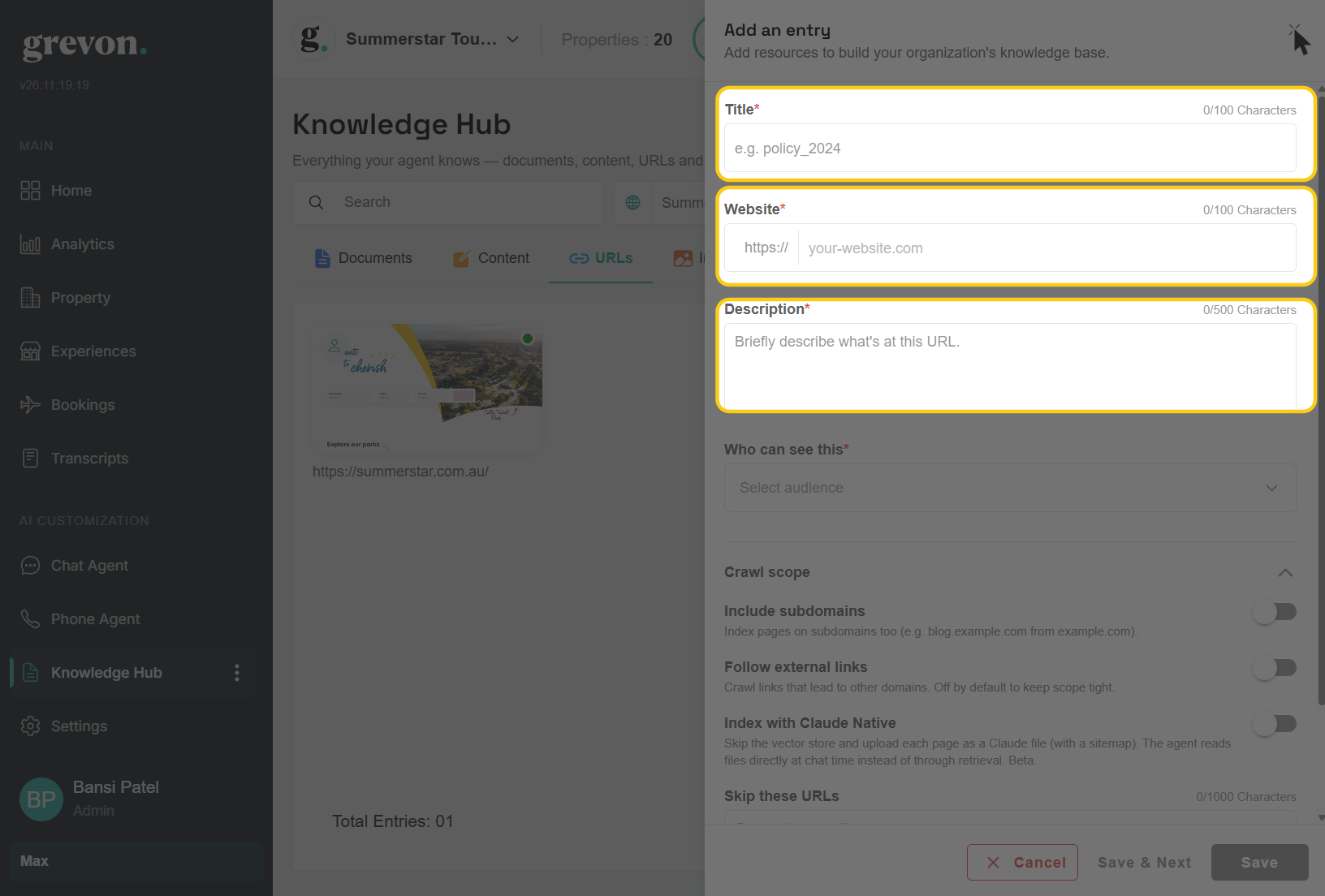 grevon.
v26.11.19.19
MAIN
Home
Analytics
Property
Experiences
Bookings
Transcripts
AI CUSTOMIZATION
Chat Agent
Phone Agent
Knowledge Hub
Settings
BP
Bansi Patel
Admin
Max
g.
Summerstar Tou...
Properties : 20
Knowledge Hub
Everything your agent knows — documents, content, URLs and
Search
Summ
Documents
Content
URLs
to cherish
Explore our parks
https://summerstar.com.au/
Total Entries: 01
Add an entry
Add resources to build your organization's knowledge base.
Title*
0/100 Characters
e.g. policy_2024
Website*
0/100 Characters
https://
your-website.com
Description*
0/500 Characters
Briefly describe what's at this URL.
Who can see this*
Select audience
Crawl scope
Include subdomains
Index pages on subdomains too (e.g. blog.example.com from example.com).
Follow external links
Crawl links that lead to other domains. Off by default to keep scope tight.
Index with Claude Native
Skip the vector store and upload each page as a Claude file (with a sitemap). The agent reads
files directly at chat time instead of through retrieval. Beta.
Skip these URLs
0/1000 Characters
Cancel
Save & Next
Save